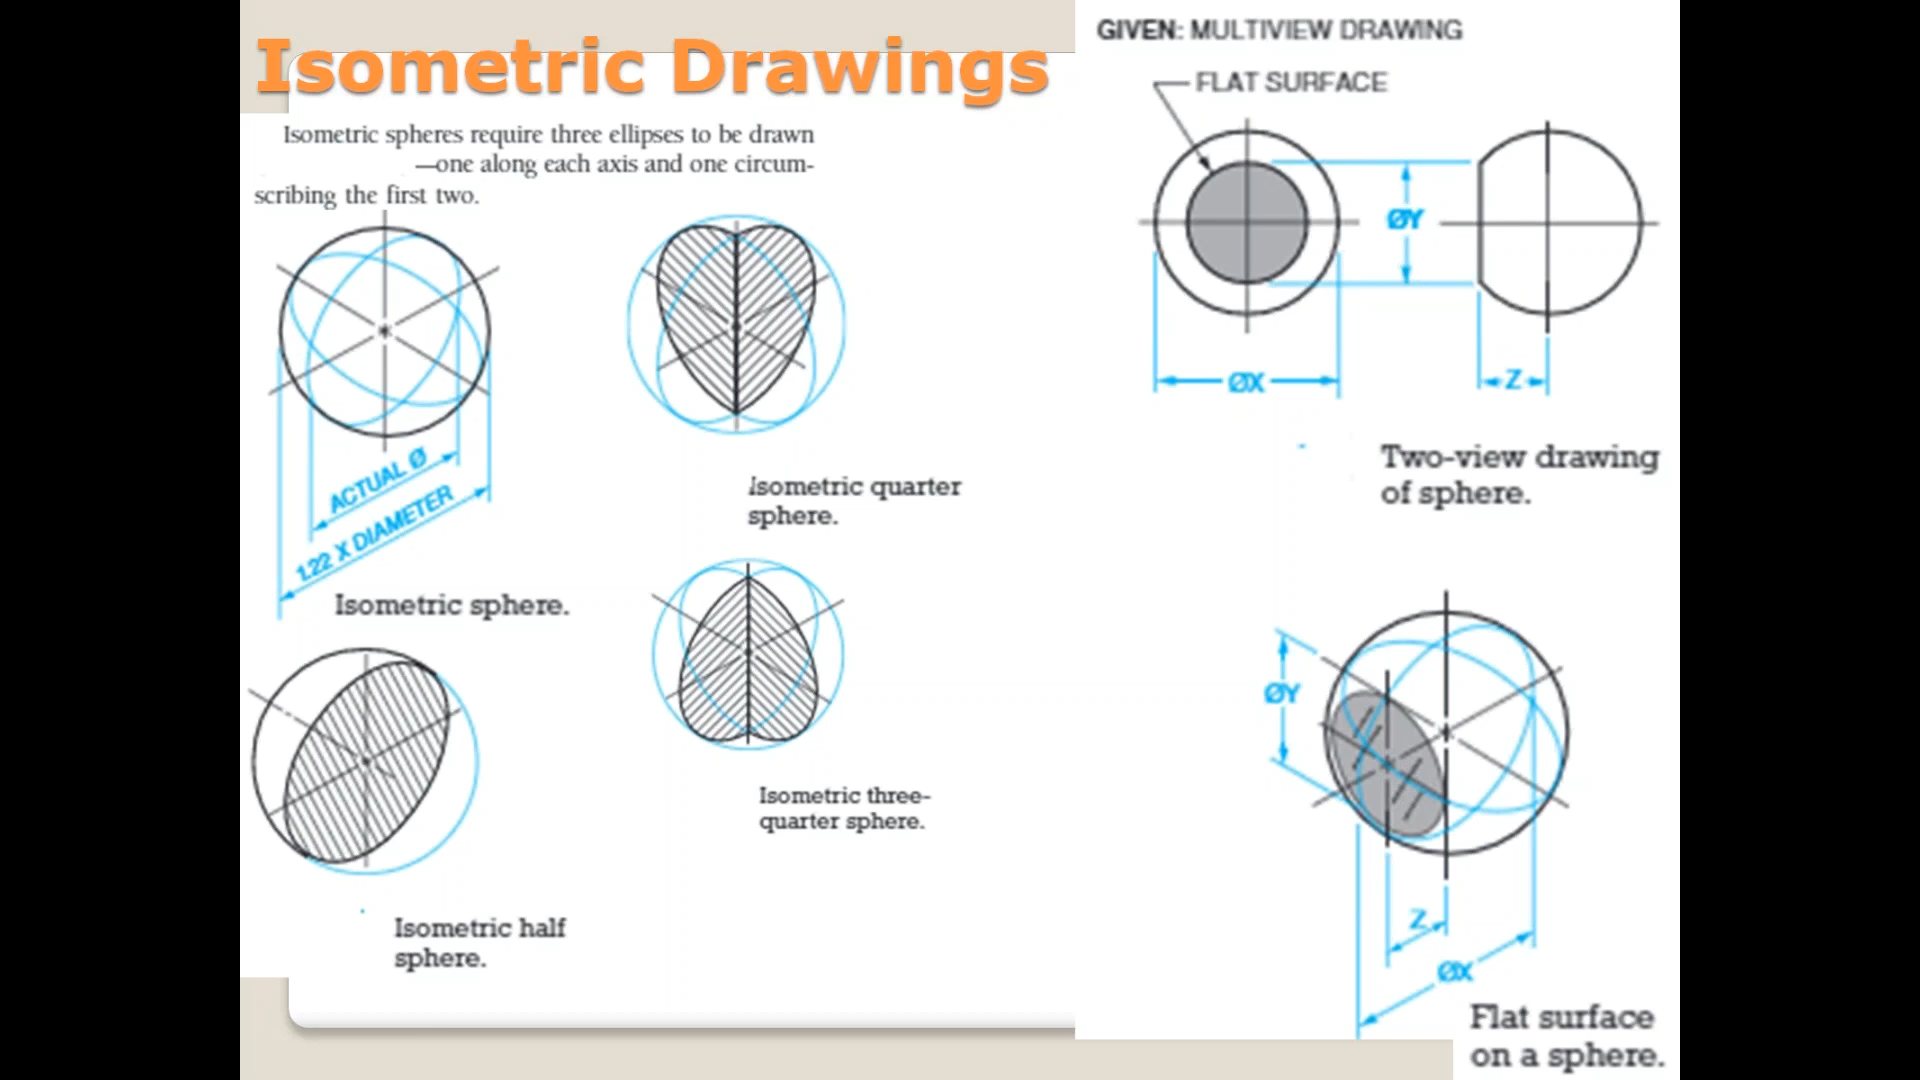 Isometric Drawings
Isometric spheres require three ellipses to be drawn
—one along each axis and one circum-
scribing the first two.
ACTUAL Ø
1.22 X DIAMETER
Isometric sphere.
Isometric quarter
sphere.
Isometric half
sphere.
Isometric three-
quarter sphere.
GIVEN: MULTIVIEW DRAWING
FLAT SURFACE
ØY
ØX
Z
Two-view drawing
of sphere.
ØY
Z
ØX
Flat surface
on a sphere.